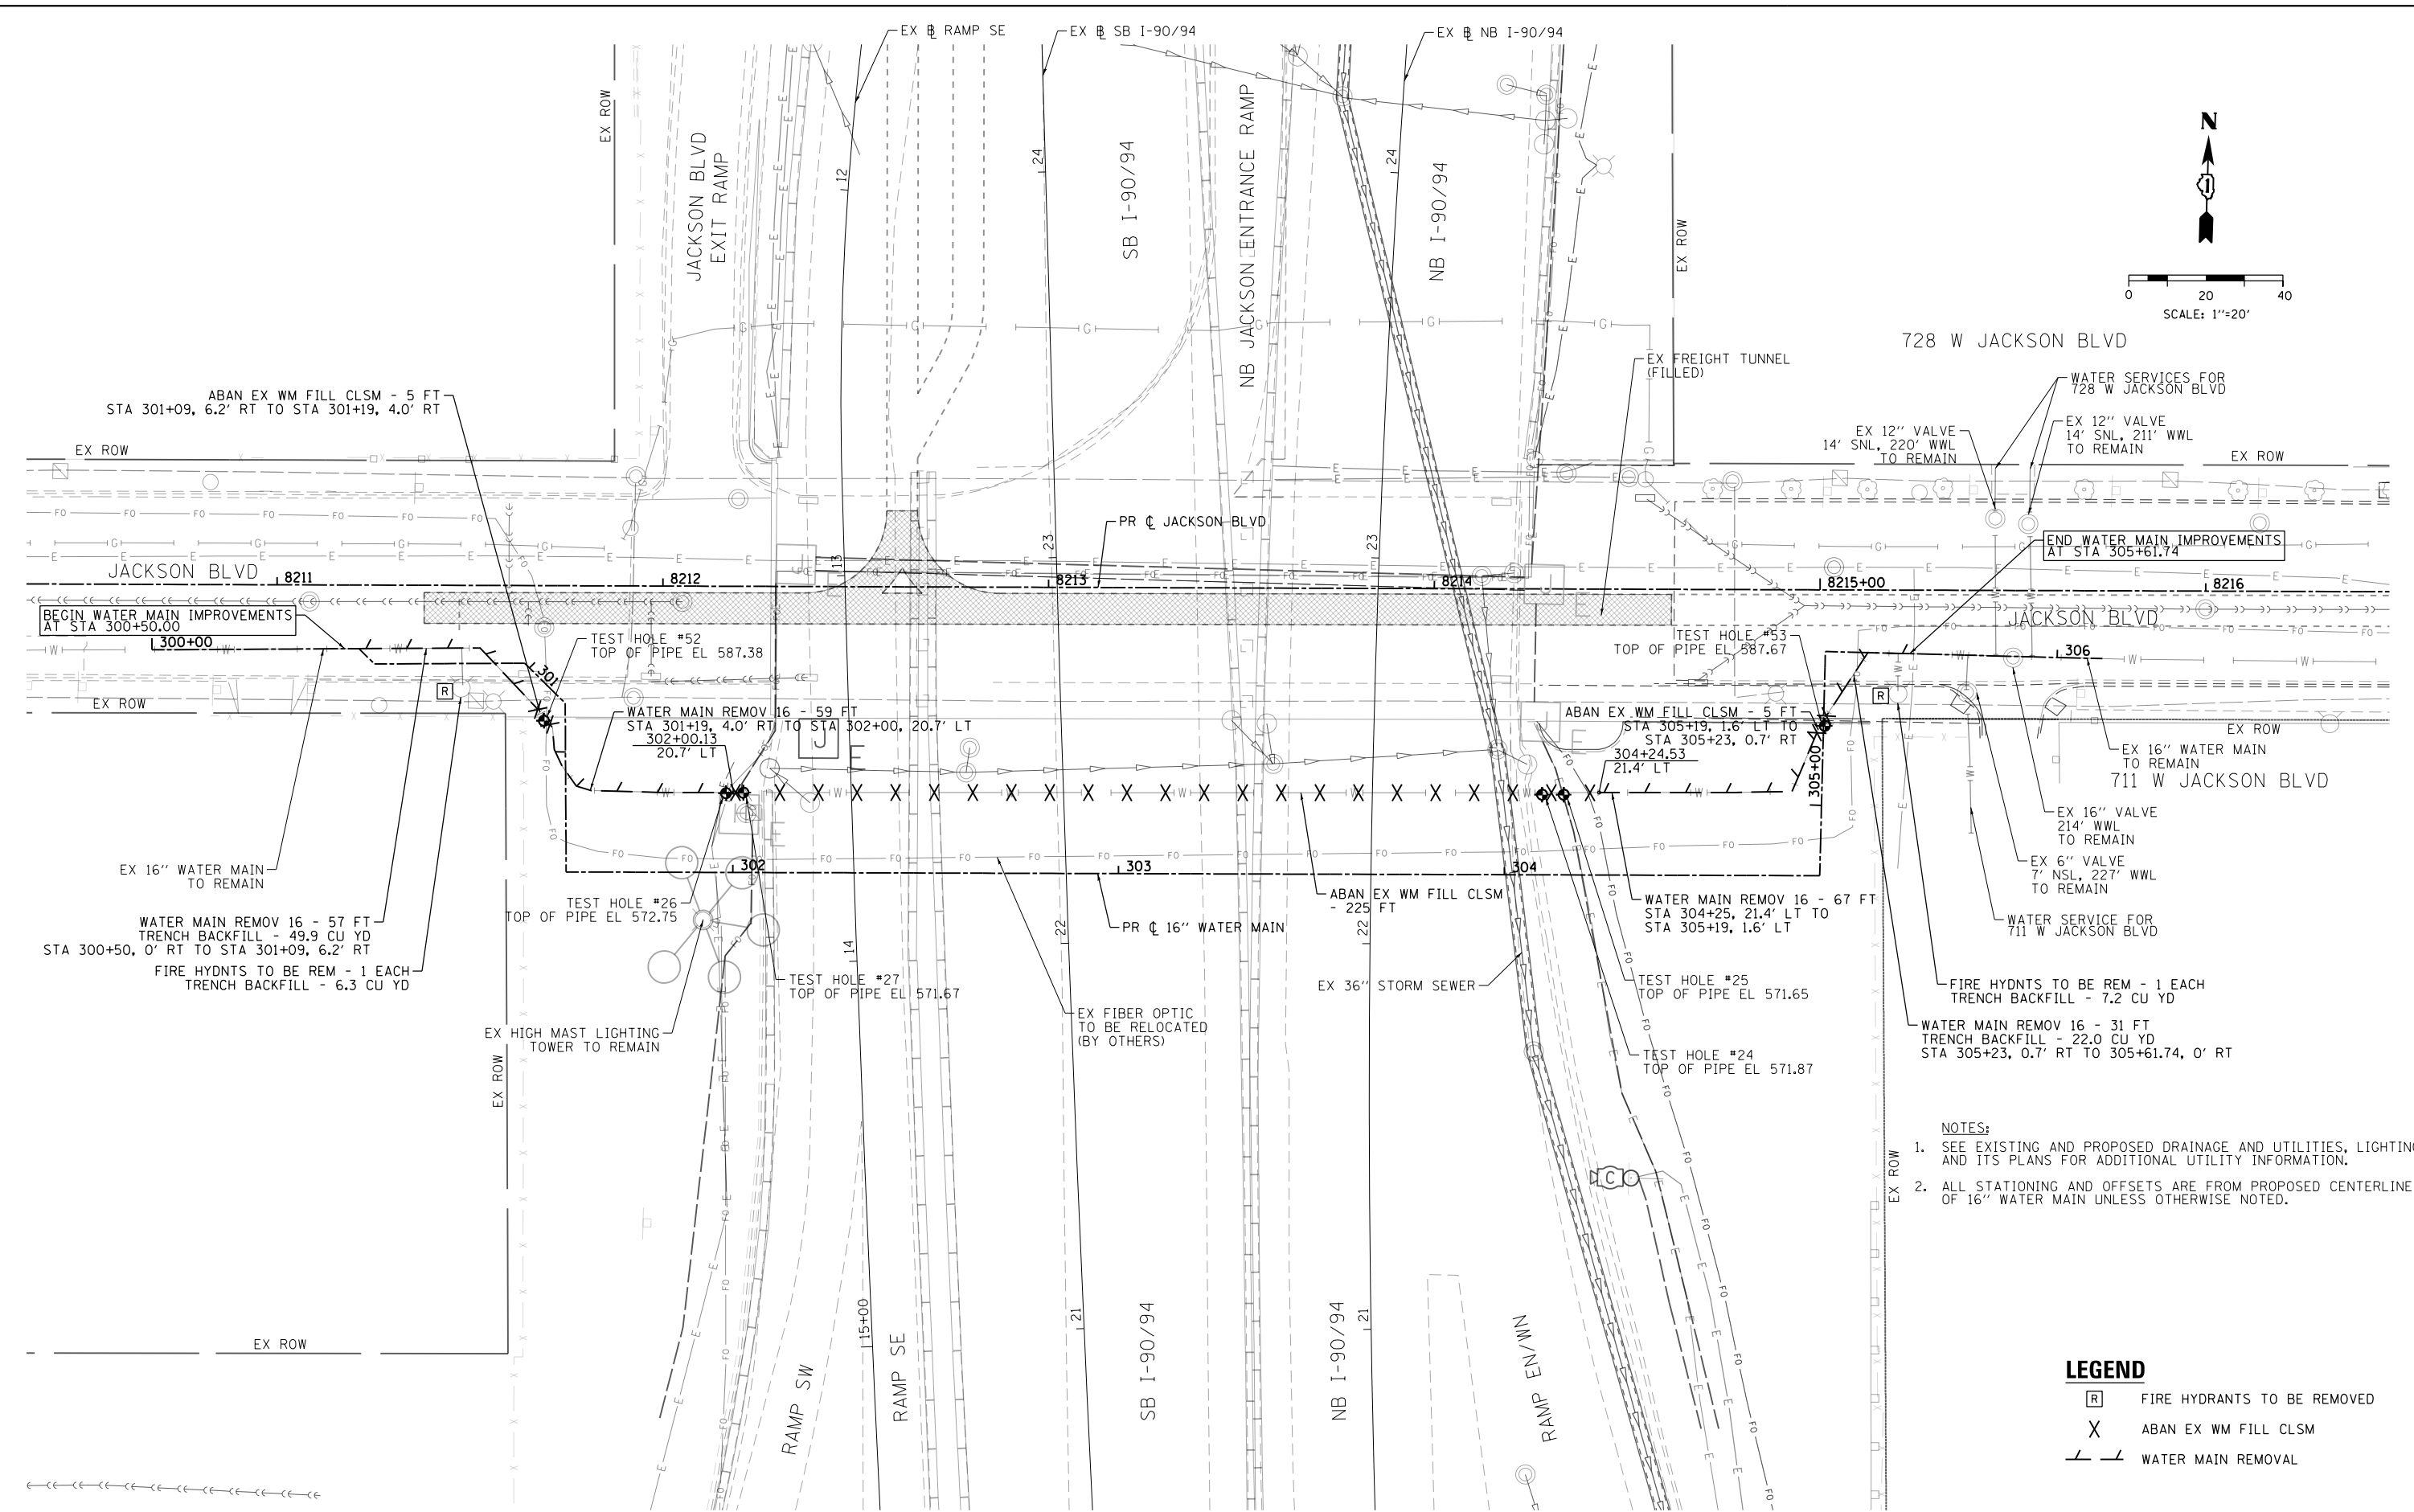 EX ROW
JACKSON BLVD
EXIT RAMP
EX ⅊ RAMP SE
EX ⅊ SB I-90/94
EX ⅊ NB I-90/94
12
24
SB I-90/94
NB JACKSON ENTRANCE RAMP
24
NB I-90/94
EX ROW
N
1
0 20 40
SCALE: 1"=20'
728 W JACKSON BLVD
EX FREIGHT TUNNEL
(FILLED)
WATER SERVICES FOR
728 W JACKSON BLVD
EX 12" VALVE
14' SNL, 220' WWL
TO REMAIN
EX 12" VALVE
14' SNL, 211' WWL
TO REMAIN
EX ROW
ABAN EX WM FILL CLSM - 5 FT
STA 301+09, 6.2' RT TO STA 301+19, 4.0' RT
EX ROW
PR ℄ JACKSON BLVD
13
23
23
END WATER MAIN IMPROVEMENTS
AT STA 305+61.74
JACKSON BLVD
8211
8212
8213
8214
8215+00
8216
BEGIN WATER MAIN IMPROVEMENTS
AT STA 300+50.00
300+00
JACKSON BLVD
TEST HOLE #52
TOP OF PIPE EL 587.38
TEST HOLE #53
TOP OF PIPE EL 587.67
301
306
R
R
EX ROW
EX ROW
WATER MAIN REMOV 16 - 59 FT
STA 301+19, 4.0' RT TO STA 302+00, 20.7' LT
302+00.13
20.7' LT
J
E
ABAN EX WM FILL CLSM - 5 FT
STA 305+19, 1.6' LT TO
STA 305+23, 0.7' RT
304+24.53
21.4' LT
305+00
EX 16" WATER MAIN
TO REMAIN
711 W JACKSON BLVD
EX 16" VALVE
214' WWL
TO REMAIN
EX 6" VALVE
7' NSL, 227' WWL
TO REMAIN
WATER SERVICE FOR
711 W JACKSON BLVD
EX 16" WATER MAIN
TO REMAIN
302
303
304
TEST HOLE #26
TOP OF PIPE EL 572.75
WATER MAIN REMOV 16 - 57 FT
TRENCH BACKFILL - 49.9 CU YD
STA 300+50, 0' RT TO STA 301+09, 6.2' RT
FIRE HYDNTS TO BE REM - 1 EACH
TRENCH BACKFILL - 6.3 CU YD
ABAN EX WM FILL CLSM
- 225 FT
PR ℄ 16" WATER MAIN
WATER MAIN REMOV 16 - 67 FT
STA 304+25, 21.4' LT TO
STA 305+19, 1.6' LT
14
22
22
TEST HOLE #27
TOP OF PIPE EL 571.67
EX 36" STORM SEWER
TEST HOLE #25
TOP OF PIPE EL 571.65
FIRE HYDNTS TO BE REM - 1 EACH
TRENCH BACKFILL - 7.2 CU YD
EX FIBER OPTIC
TO BE RELOCATED
(BY OTHERS)
EX HIGH MAST LIGHTING
TOWER TO REMAIN
WATER MAIN REMOV 16 - 31 FT
TRENCH BACKFILL - 22.0 CU YD
STA 305+23, 0.7' RT TO 305+61.74, 0' RT
TEST HOLE #24
TOP OF PIPE EL 571.87
EX ROW
C
EX ROW
NOTES:
1. SEE EXISTING AND PROPOSED DRAINAGE AND UTILITIES, LIGHTING
AND ITS PLANS FOR ADDITIONAL UTILITY INFORMATION.
2. ALL STATIONING AND OFFSETS ARE FROM PROPOSED CENTERLINE
OF 16" WATER MAIN UNLESS OTHERWISE NOTED.
EX ROW
15+00
21
21
RAMP SW
RAMP SE
SB I-90/94
NB I-90/94
RAMP EN/WN
LEGEND
R FIRE HYDRANTS TO BE REMOVED
X ABAN EX WM FILL CLSM
WATER MAIN REMOVAL